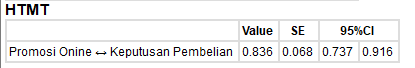 HTMT
Value SE 95%CI
Promosi Onine ↔ Keputusan Pembelian 0.836 0.068 0.737 0.916